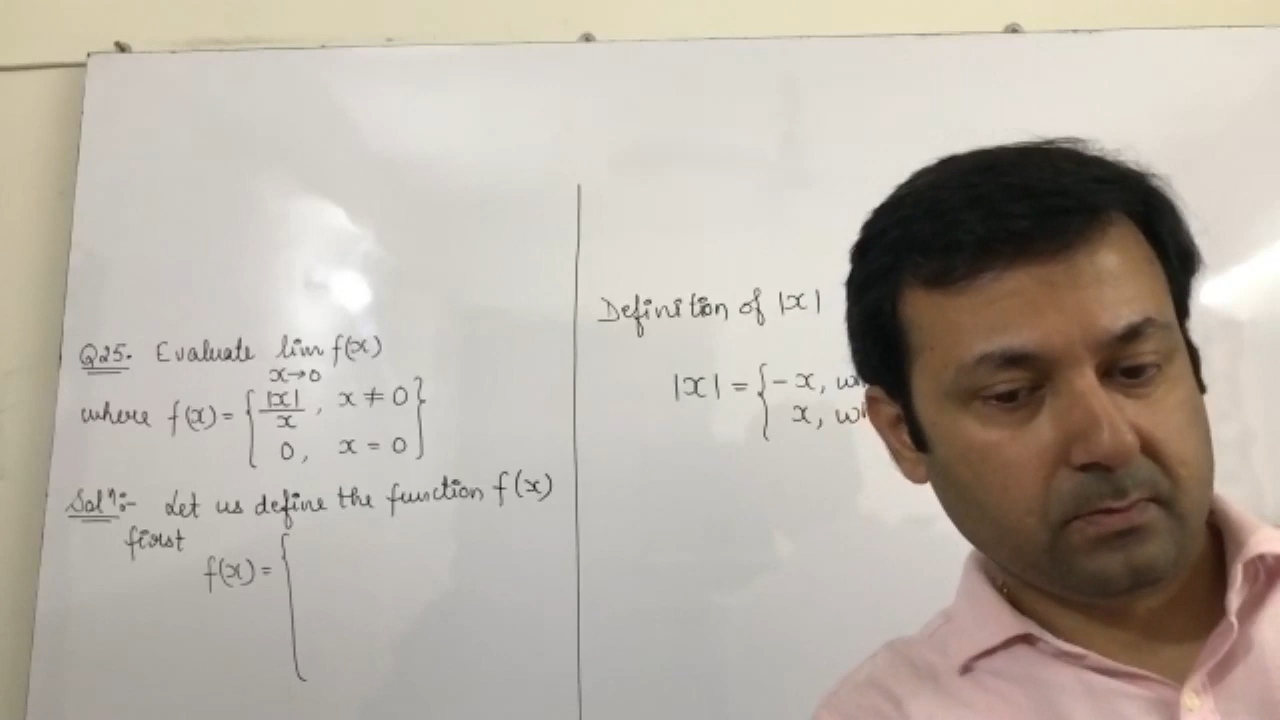 Q25. Evaluate lim f(x)
x→0
where f(x) = { |x|/x , x ≠ 0 }
0, x = 0
Solⁿ:- Let us define the function f(x)
first
f(x) = {
Definition of |x|
|x| = { -x,
x,